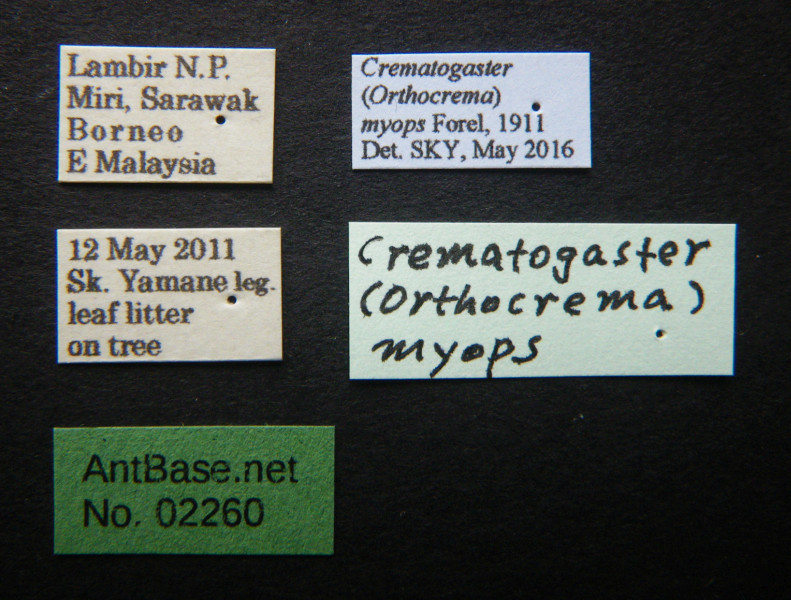 Lambir N.P.
Miri, Sarawak
Borneo
E Malaysia
Crematogaster
(Orthocrema)
myops Forel, 1911
Det. SKY, May 2016
12 May 2011
Sk. Yamane leg.
leaf litter
on tree
Crematogaster
(Orthocrema)
myops
AntBase.net
No. 02260